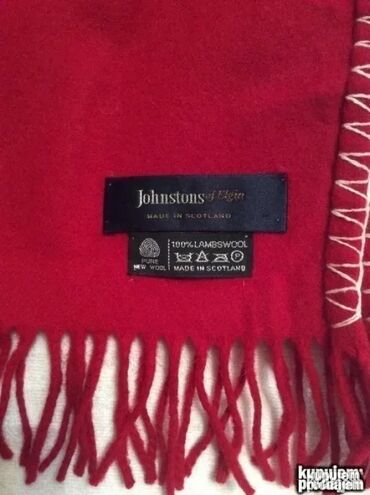 Johnstons of Elgin
MADE IN SCOTLAND
100% LAMBSWOOL
PURE
NEW WOOL
MADE IN SCOTLAND
kupujem
prodajem